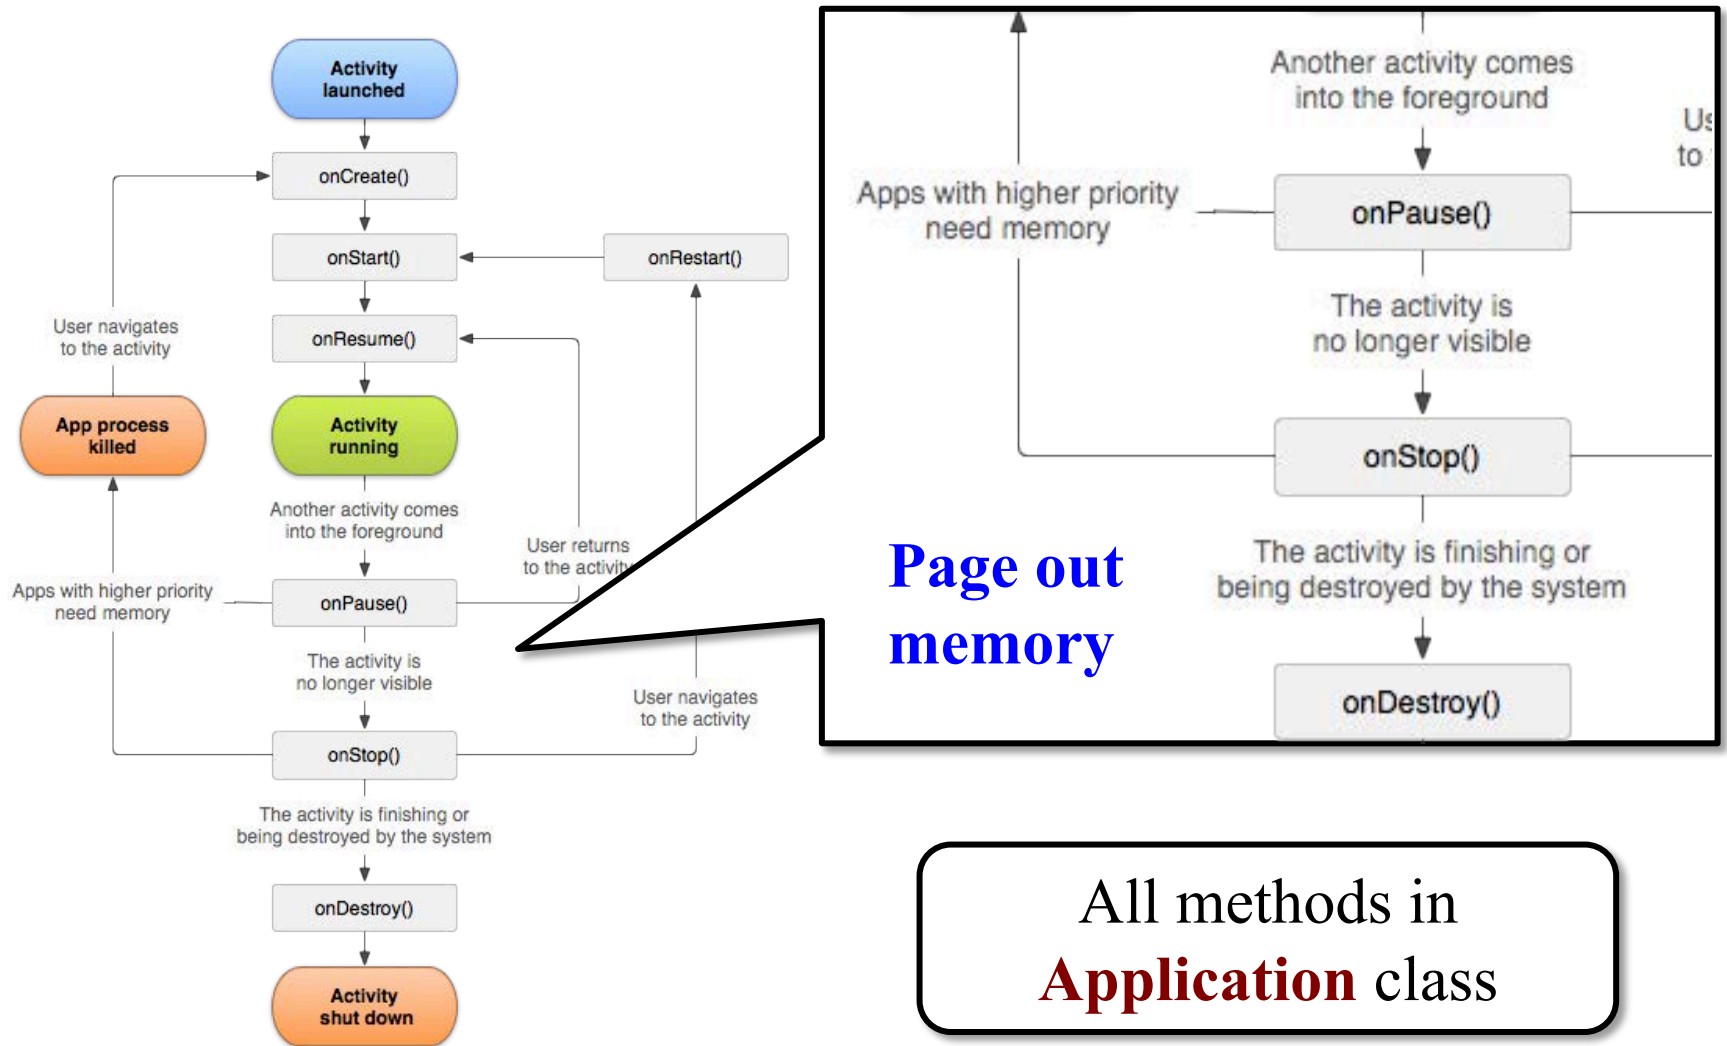 Activity
launched
onCreate()
onStart()
onRestart()
onResume()
User navigates
to the activity
App process
killed
Activity
running
Another activity comes
into the foreground
User returns
to the activity
Apps with higher priority
need memory
onPause()
The activity is
no longer visible
User navigates
to the activity
onStop()
The activity is finishing or
being destroyed by the system
onDestroy()
Activity
shut down
Another activity comes
into the foreground
Us
to
Apps with higher priority
need memory
onPause()
The activity is
no longer visible
onStop()
Page out
memory
The activity is finishing or
being destroyed by the system
onDestroy()
All methods in
Application class